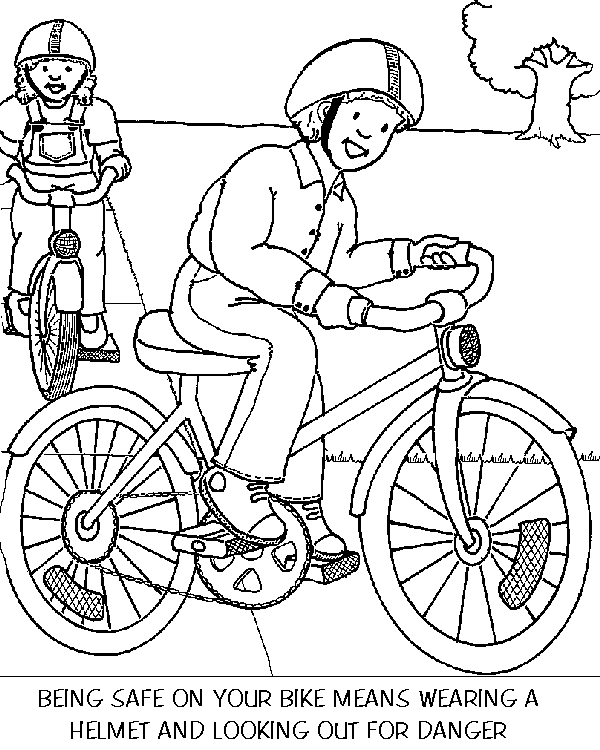 BEING SAFE ON YOUR BIKE MEANS WEARING A
HELMET AND LOOKING OUT FOR DANGER